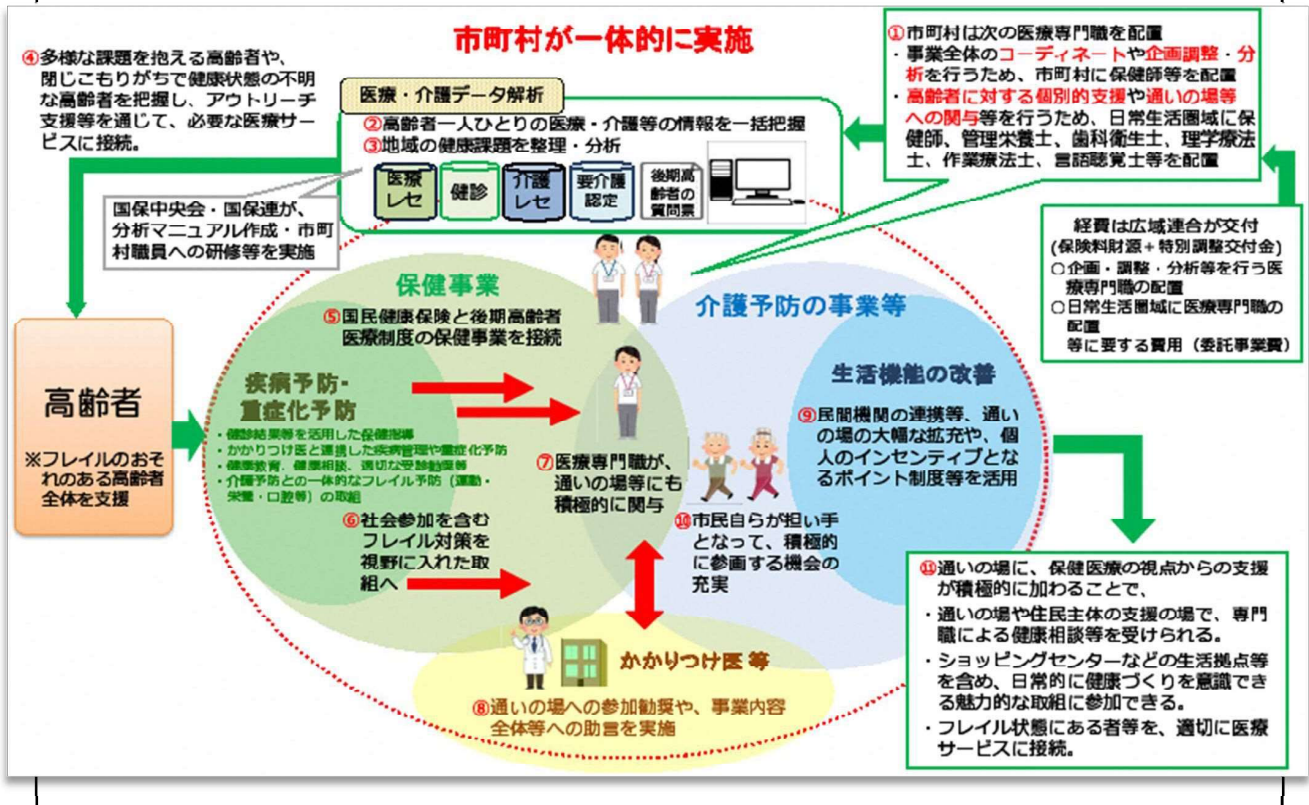 市町村が一体的に実施
①市町村は次の医療専門職を配置
・事業全体のコーディネートや企画調整・分
析を行うため、市町村に保健師等を配置
・高齢者に対する個別的支援や通いの場等
への関与等を行うため、日常生活圏域に保
健師、管理栄養士、歯科衛生士、理学療法
士、作業療法士、言語聴覚士等を配置
④多様な課題を抱える高齢者や、
閉じこもりがちで健康状態の不明
な高齢者を把握し、アウトリーチ
支援等を通じて、必要な医療サー
ビスに接続。
医療・介護データ解析
②高齢者一人ひとりの医療・介護等の情報を一括把握
③地域の健康課題を整理・分析
医療
レセ
健診
介護
レセ
要介護
認定
後期高
齢者の
質問票
国保中央会・国保連が、
分析マニュアル作成・市町
村職員への研修等を実施
経費は広域連合が交付
(保険料財源+特別調整交付金)
○企画・調整・分析等を行う医
療専門職の配置
○日常生活圏域に医療専門職の
配置
等に要する費用(委託事業費)
保健事業
⑤国民健康保険と後期高齢者
医療制度の保健事業を接続
介護予防の事業等
高齢者
※フレイルのおそ
れのある高齢者
全体を支援
疾病予防・
重症化予防
・健診結果等を活用した保健指導
・かかりつけ医と連携した疾病管理や重症化予防
・健康教育、健康相談、適切な受診勧奨等
・介護予防との一体的なフレイル予防(運動・
栄養・口腔等)の取組
生活機能の改善
⑨民間機関の連携等、通い
の場の大幅な拡充や、個
人のインセンティブとな
るポイント制度等を活用
⑦医療専門職が、
通いの場等にも
積極的に関与
⑥社会参加を含む
フレイル対策を
視野に入れた取
組へ
⑩市民自らが担い手
となって、積極的
に参画する機会の
充実
かかりつけ医等
⑧通いの場への参加勧奨や、事業内容
全体等への助言を実施
⑪通いの場に、保健医療の視点からの支援
が積極的に加わることで、
・通いの場や住民主体の支援の場で、専門
職による健康相談等を受けられる。
・ショッピングセンターなどの生活拠点等
を含め、日常的に健康づくりを意識でき
る魅力的な取組に参加できる。
・フレイル状態にある者等を、適切に医療
サービスに接続。